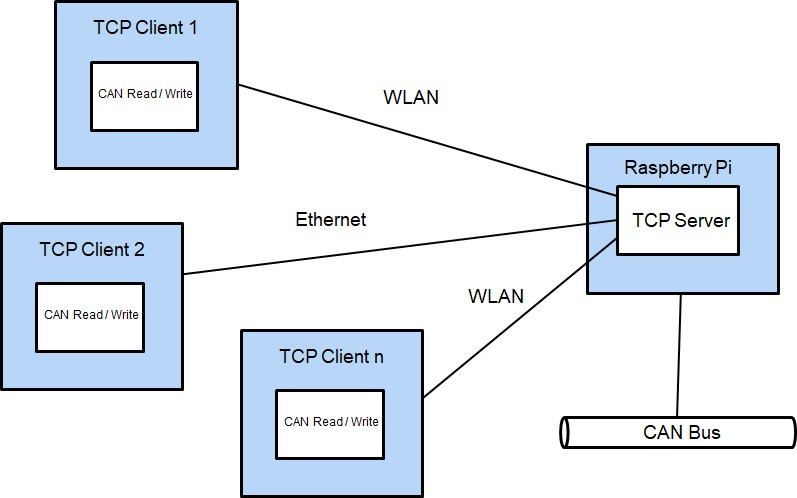 TCP Client 1
CAN Read / Write
WLAN
Raspberry Pi
TCP Server
Ethernet
TCP Client 2
CAN Read / Write
WLAN
TCP Client n
CAN Read / Write
CAN Bus